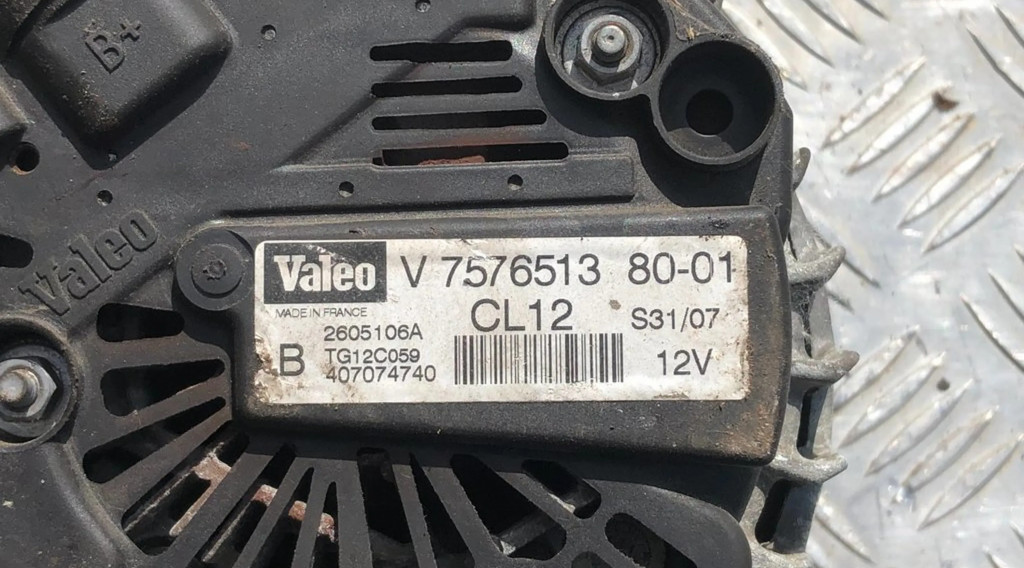 B+
Valeo
Valeo V 7576513 80-01
MADE IN FRANCE CL12 S31/07
2605106A
B TG12C059 12V
407074740